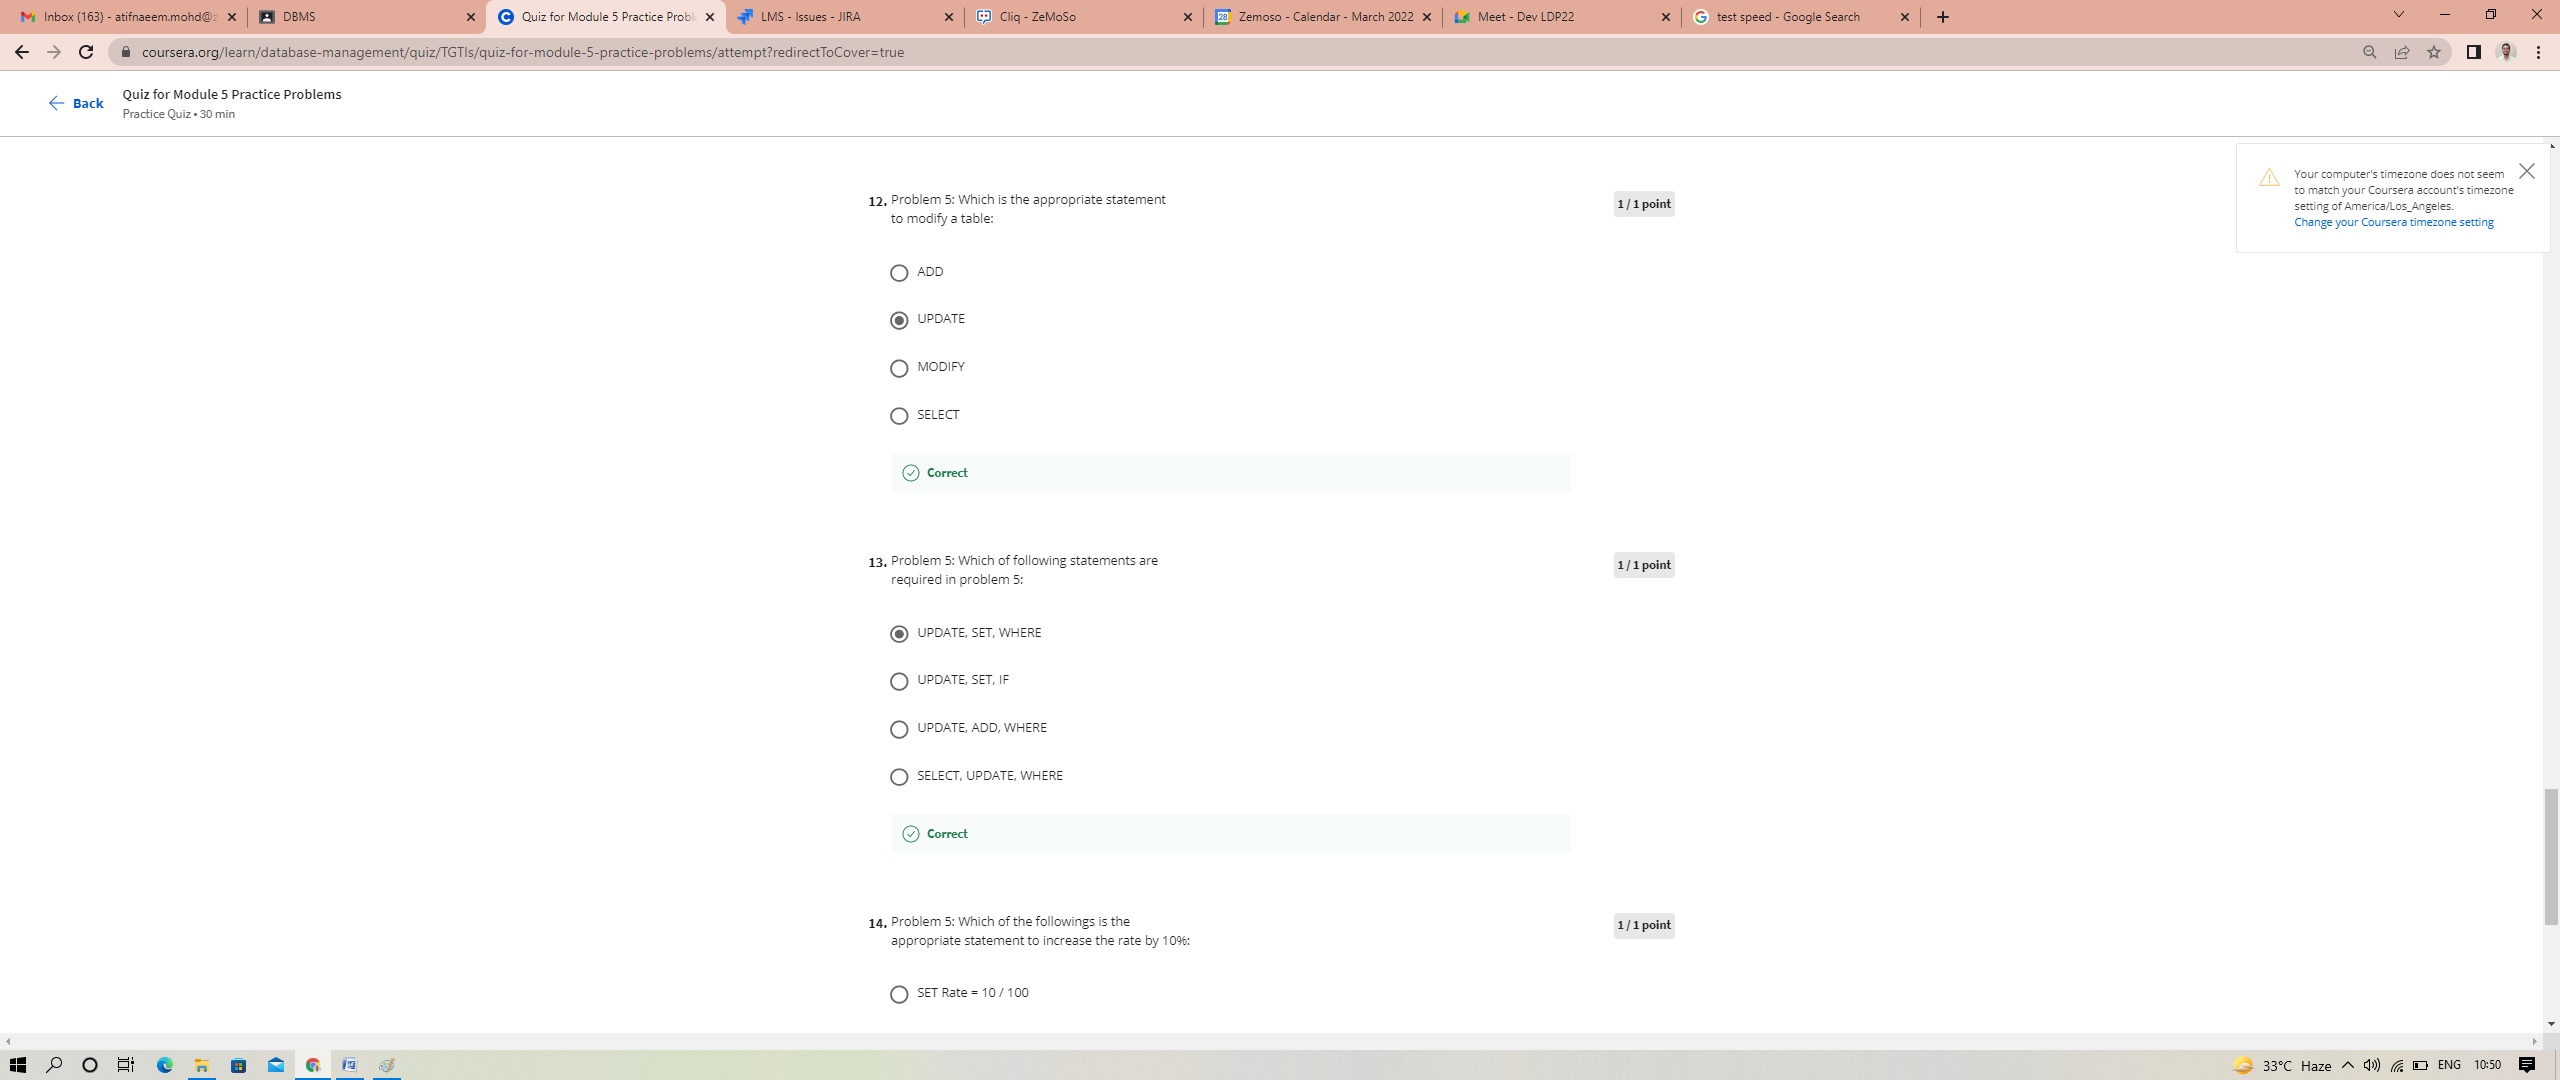 Inbox (163) - atifnaeem.mohd@z
DBMS
Quiz for Module 5 Practice Probl
LMS - Issues - JIRA
Cliq - ZeMoSo
28
Zemoso - Calendar - March 2022
Meet - Dev LDP22
test speed - Google Search
coursera.org/learn/database-management/quiz/TGTIs/quiz-for-module-5-practice-problems/attempt?redirectToCover=true
Back
Quiz for Module 5 Practice Problems
Practice Quiz • 30 min
Your computer's timezone does not seem
to match your Coursera account's timezone
setting of America/Los_Angeles.
Change your Coursera timezone setting
12. Problem 5: Which is the appropriate statement
to modify a table:
1 / 1 point
ADD
UPDATE
MODIFY
SELECT
Correct
13. Problem 5: Which of following statements are
required in problem 5:
1 / 1 point
UPDATE, SET, WHERE
UPDATE, SET, IF
UPDATE, ADD, WHERE
SELECT, UPDATE, WHERE
Correct
14. Problem 5: Which of the followings is the
appropriate statement to increase the rate by 10%:
1 / 1 point
SET Rate = 10 / 100
33°C Haze
ENG
10:50